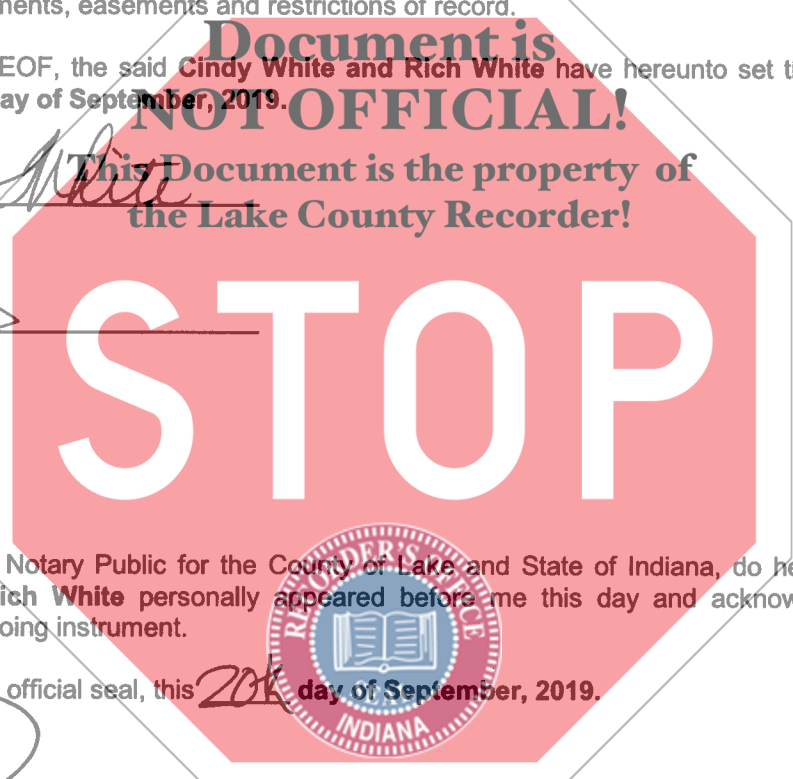 ments, easements and restrictions of record.
Document is
EOF, the said Cindy White and Rich White have hereunto set t
ay of September, 2019.
NOT OFFICIAL!
This Document is the property of
White
the Lake County Recorder!
STOP
Notary Public for the County of Lake and State of Indiana, do he
ich White personally appeared before me this day and acknow
oing instrument.
RECORDER'S OFFICE
official seal, this 20th day of September, 2019.
INDIANA